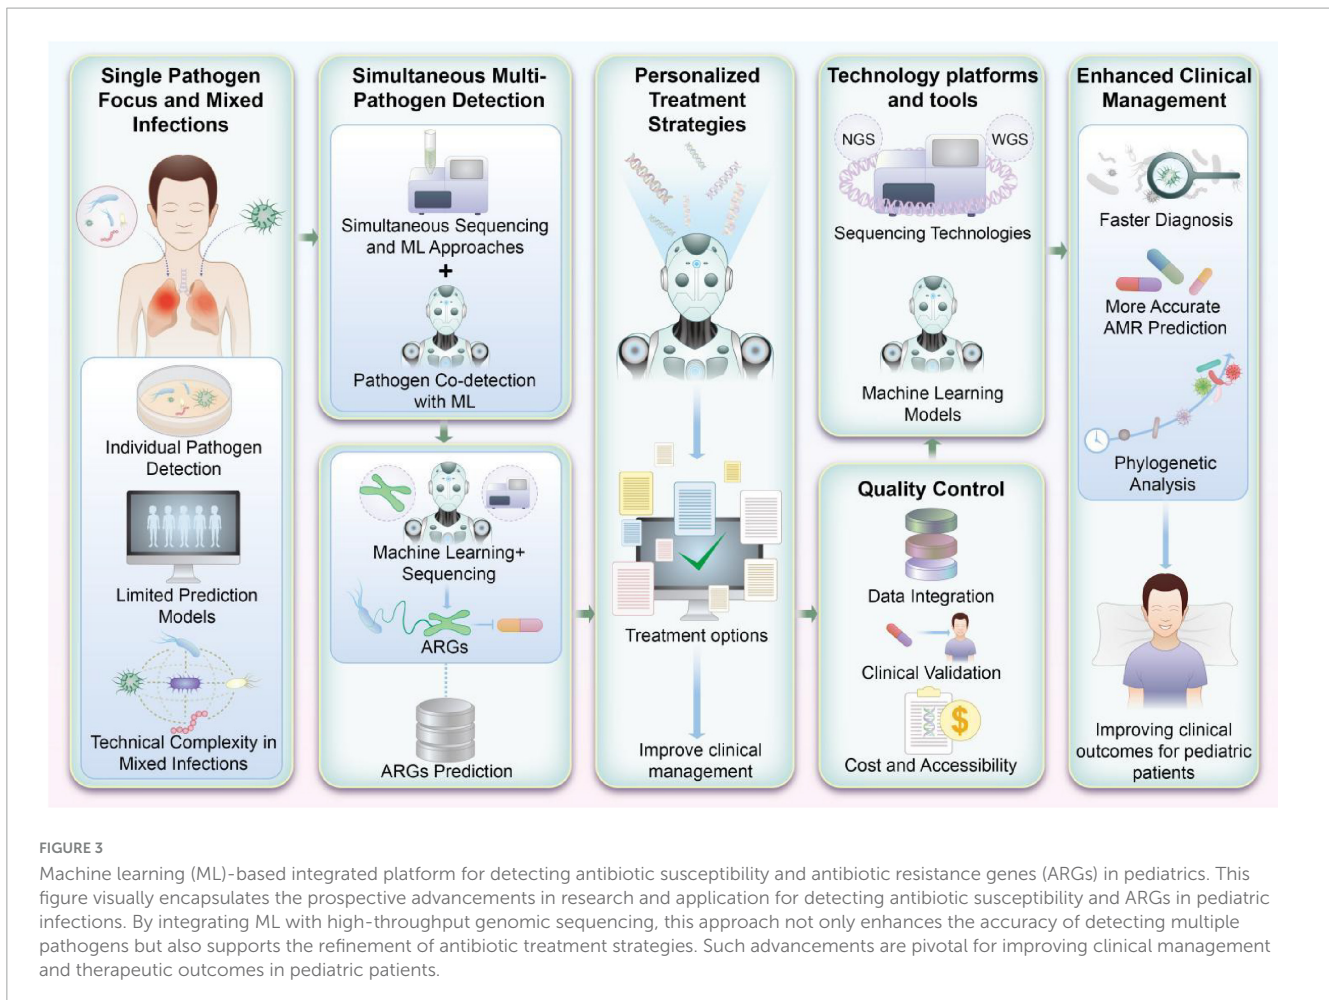 Single Pathogen
Focus and Mixed
Infections
Individual Pathogen
Detection
Limited Prediction
Models
Technical Complexity in
Mixed Infections
Simultaneous Multi-
Pathogen Detection
Simultaneous Sequencing
and ML Approaches
+
Pathogen Co-detection
with ML
Machine Learning+
Sequencing
ARGs
ARGs Prediction
Personalized
Treatment
Strategies
Treatment options
Improve clinical
management
Technology platforms
and tools
NGS
WGS
Sequencing Technologies
Machine Learning
Models
Quality Control
Data Integration
Clinical Validation
$
Cost and Accessibility
Enhanced Clinical
Management
Faster Diagnosis
More Accurate
AMR Prediction
Phylogenetic
Analysis
Improving clinical
outcomes for pediatric
patients
FIGURE 3
Machine learning (ML)-based integrated platform for detecting antibiotic susceptibility and antibiotic resistance genes (ARGs) in pediatrics. This
figure visually encapsulates the prospective advancements in research and application for detecting antibiotic susceptibility and ARGs in pediatric
infections. By integrating ML with high-throughput genomic sequencing, this approach not only enhances the accuracy of detecting multiple
pathogens but also supports the refinement of antibiotic treatment strategies. Such advancements are pivotal for improving clinical management
and therapeutic outcomes in pediatric patients.